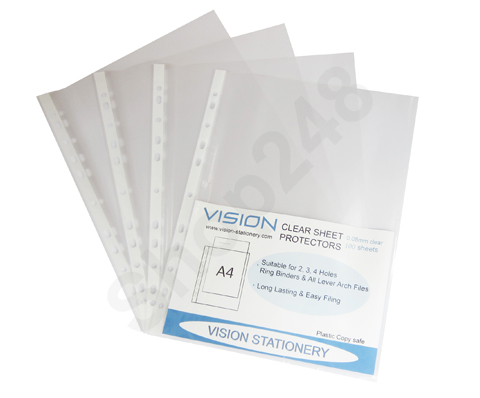 VISION
www.vision-stationery.com
CLEAR SHEET
PROTECTORS
sheets
A4
Suitable for 2, 3, 4 Holes
Ring Binders & All Lever Arch Files
Long Lasting & Easy Filing
Plastic Copy safe
VISION STATIONERY